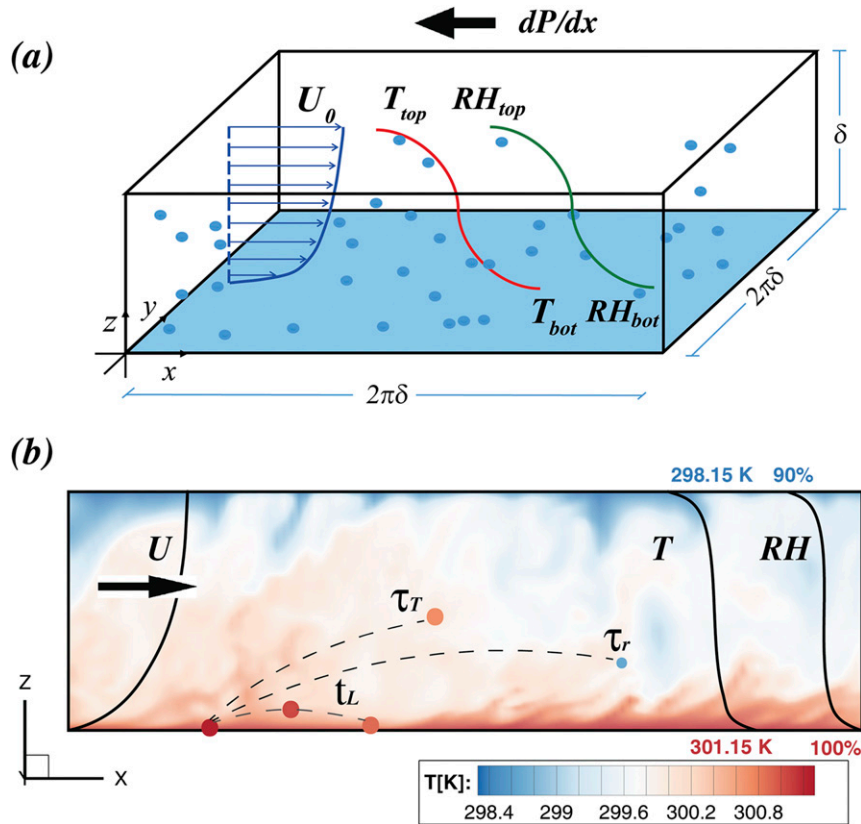 (a)
dP/dx
U0
Ttop
RHtop
δ
z
y
x
Tbot
RHbot
2πδ
2πδ
(b)
298.15 K 90%
U
T
RH
τT
τr
tL
Z
X
301.15 K 100%
T[K]:
298.4 299 299.6 300.2 300.8